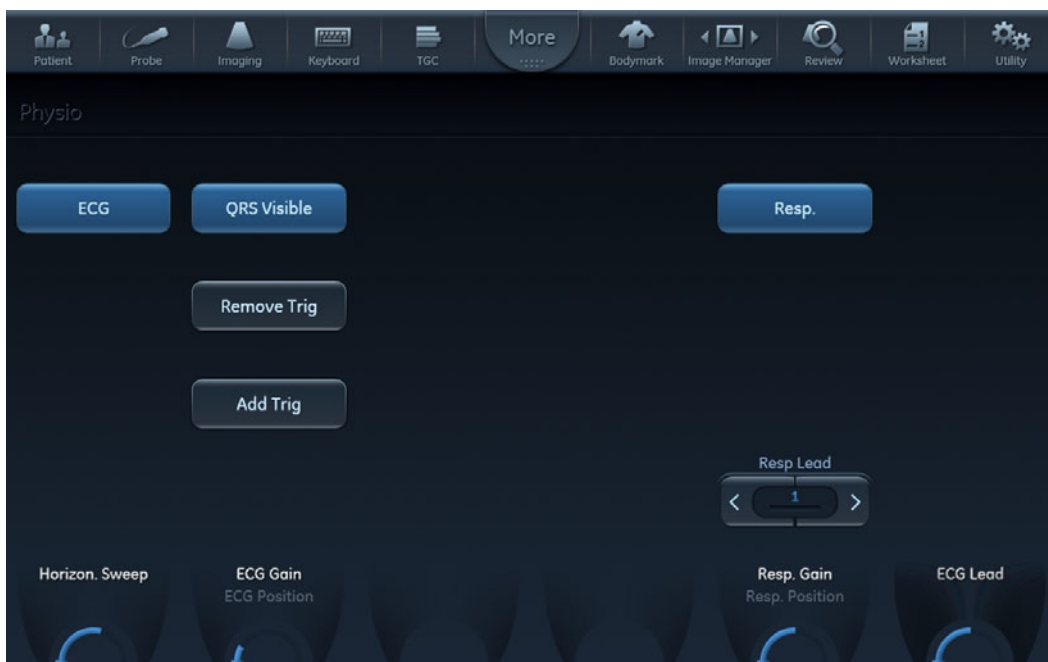 Patient Probe Imaging Keyboard TGC More Bodymark Image Manager Review Worksheet Utility
Physio
ECG QRS Visible Resp.
Remove Trig
Add Trig
Resp Lead
1
Horizon. Sweep ECG Gain Resp. Gain ECG Lead
ECG Position Resp. Position